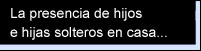 La presencia de hijos
e hijas solteros en casa...